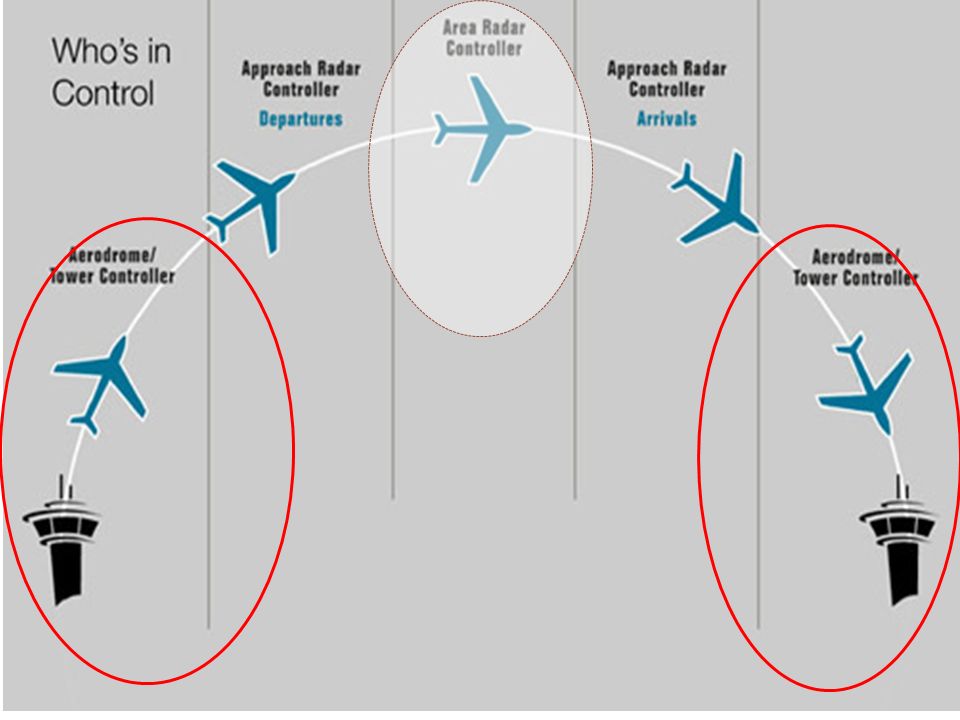 Who's in
Control
Aerodrome/
Tower Controller
Approach Radar
Controller
Departures
Area Radar
Controller
Approach Radar
Controller
Arrivals
Aerodrome/
Tower Controller